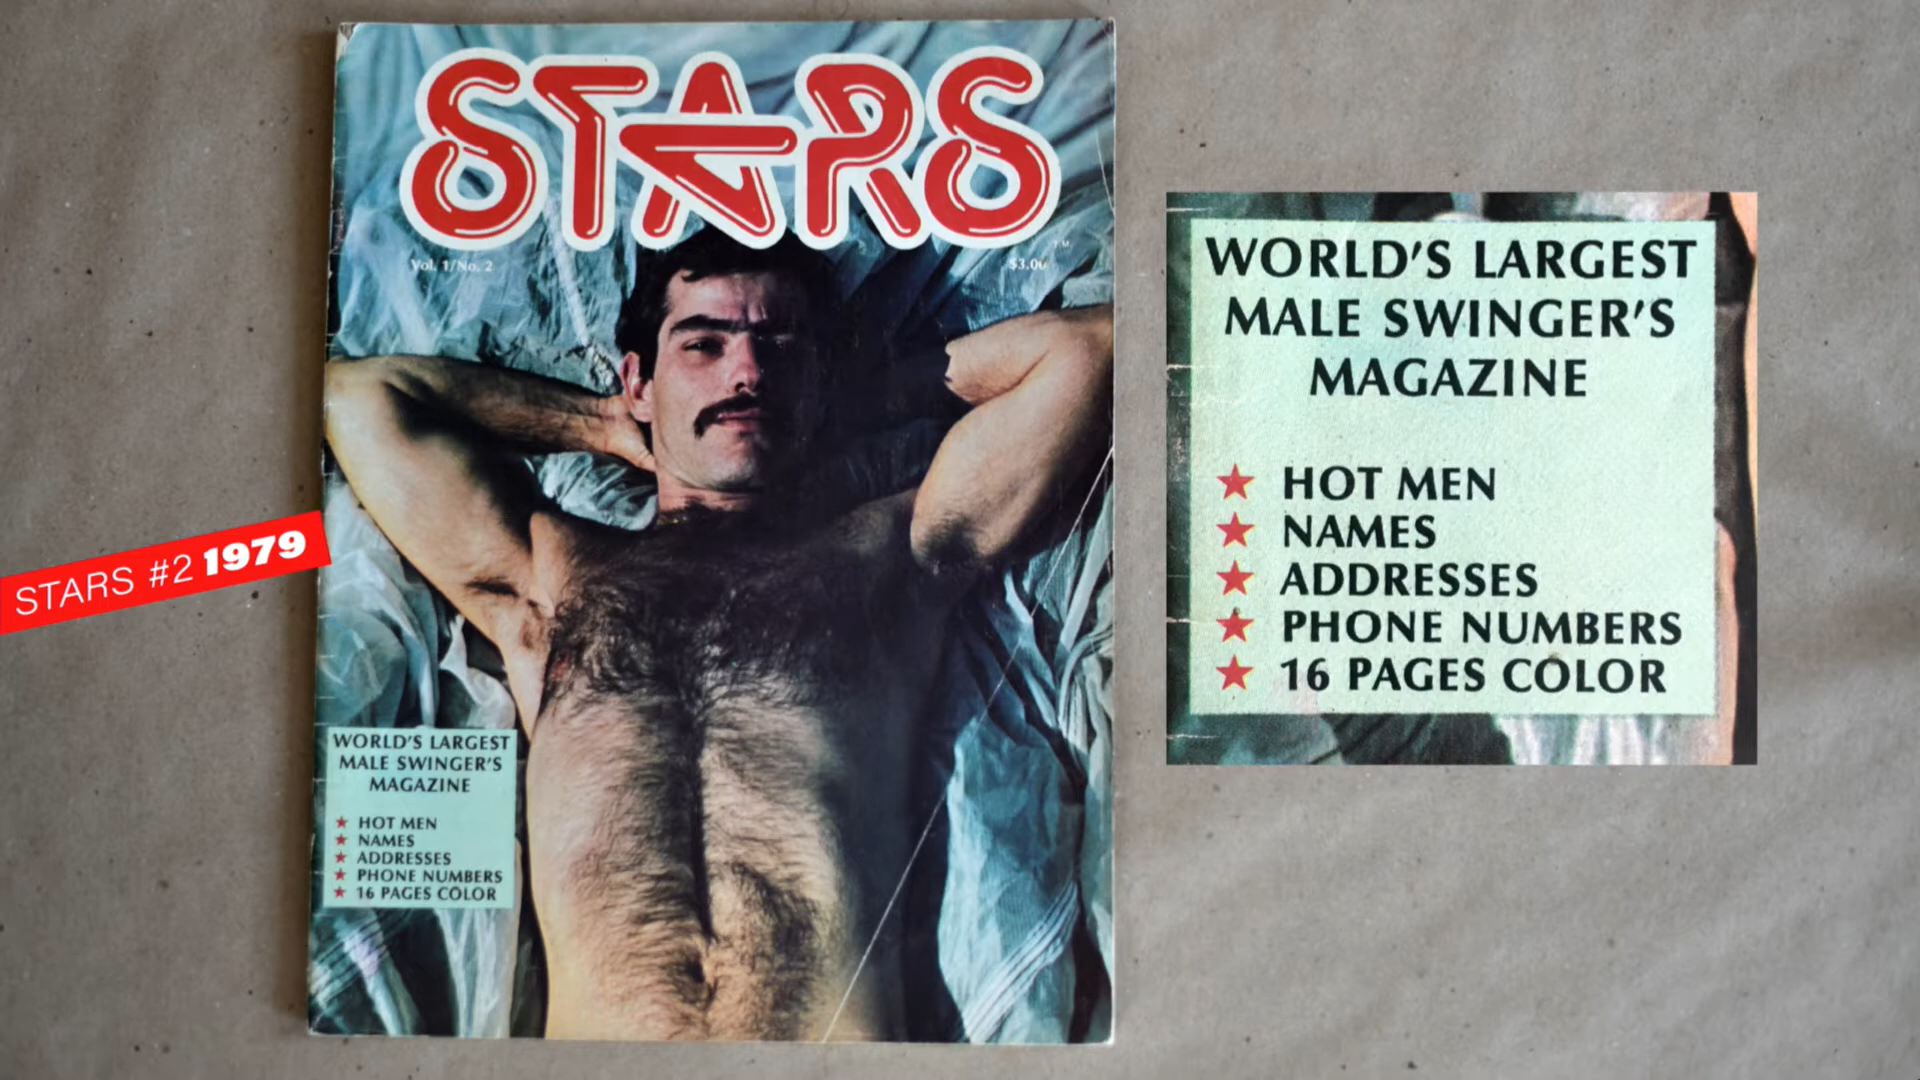 STARS
T.M.
Vol. 1/No. 2
$3.00
STARS #2 1979
WORLD'S LARGEST
MALE SWINGER'S
MAGAZINE
★ HOT MEN
★ NAMES
★ ADDRESSES
★ PHONE NUMBERS
★ 16 PAGES COLOR
WORLD'S LARGEST
MALE SWINGER'S
MAGAZINE
★ HOT MEN
★ NAMES
★ ADDRESSES
★ PHONE NUMBERS
★ 16 PAGES COLOR